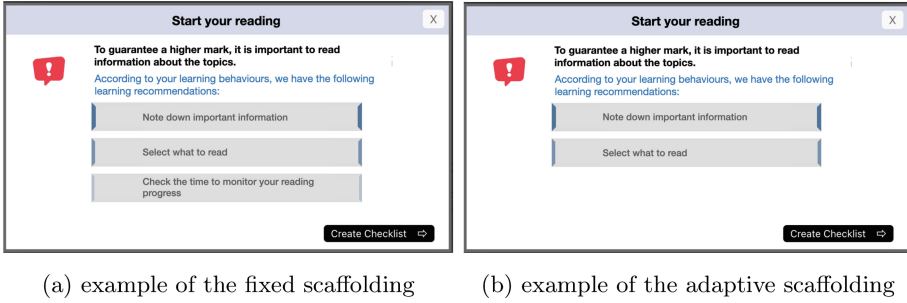 Start your reading
X
To guarantee a higher mark, it is important to read
information about the topics.
According to your learning behaviours, we have the following
learning recommendations:
Note down important information
Select what to read
Check the time to monitor your reading
progress
Create Checklist ⇨
(a) example of the fixed scaffolding
Start your reading
X
To guarantee a higher mark, it is important to read
information about the topics.
According to your learning behaviours, we have the following
learning recommendations:
Note down important information
Select what to read
Create Checklist ⇨
(b) example of the adaptive scaffolding